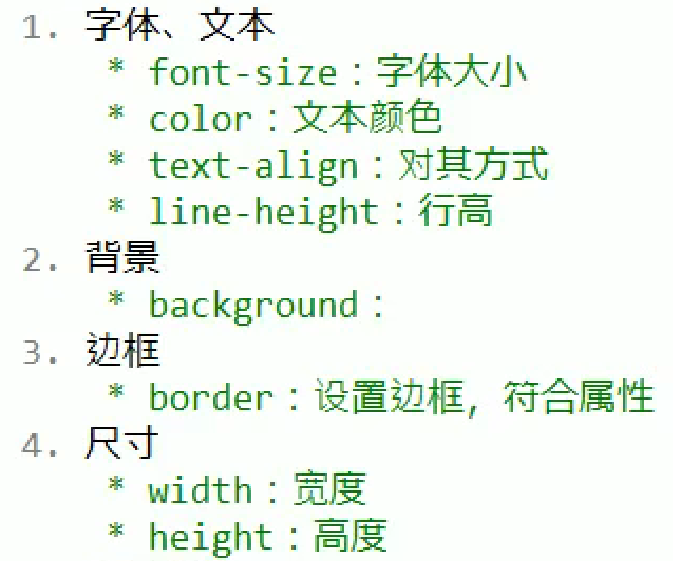 1. 字体、文本
* font-size：字体大小
* color：文本颜色
* text-align：对其方式
* line-height：行高
2. 背景
* background：
3. 边框
* border：设置边框，符合属性
4. 尺寸
* width：宽度
* height：高度